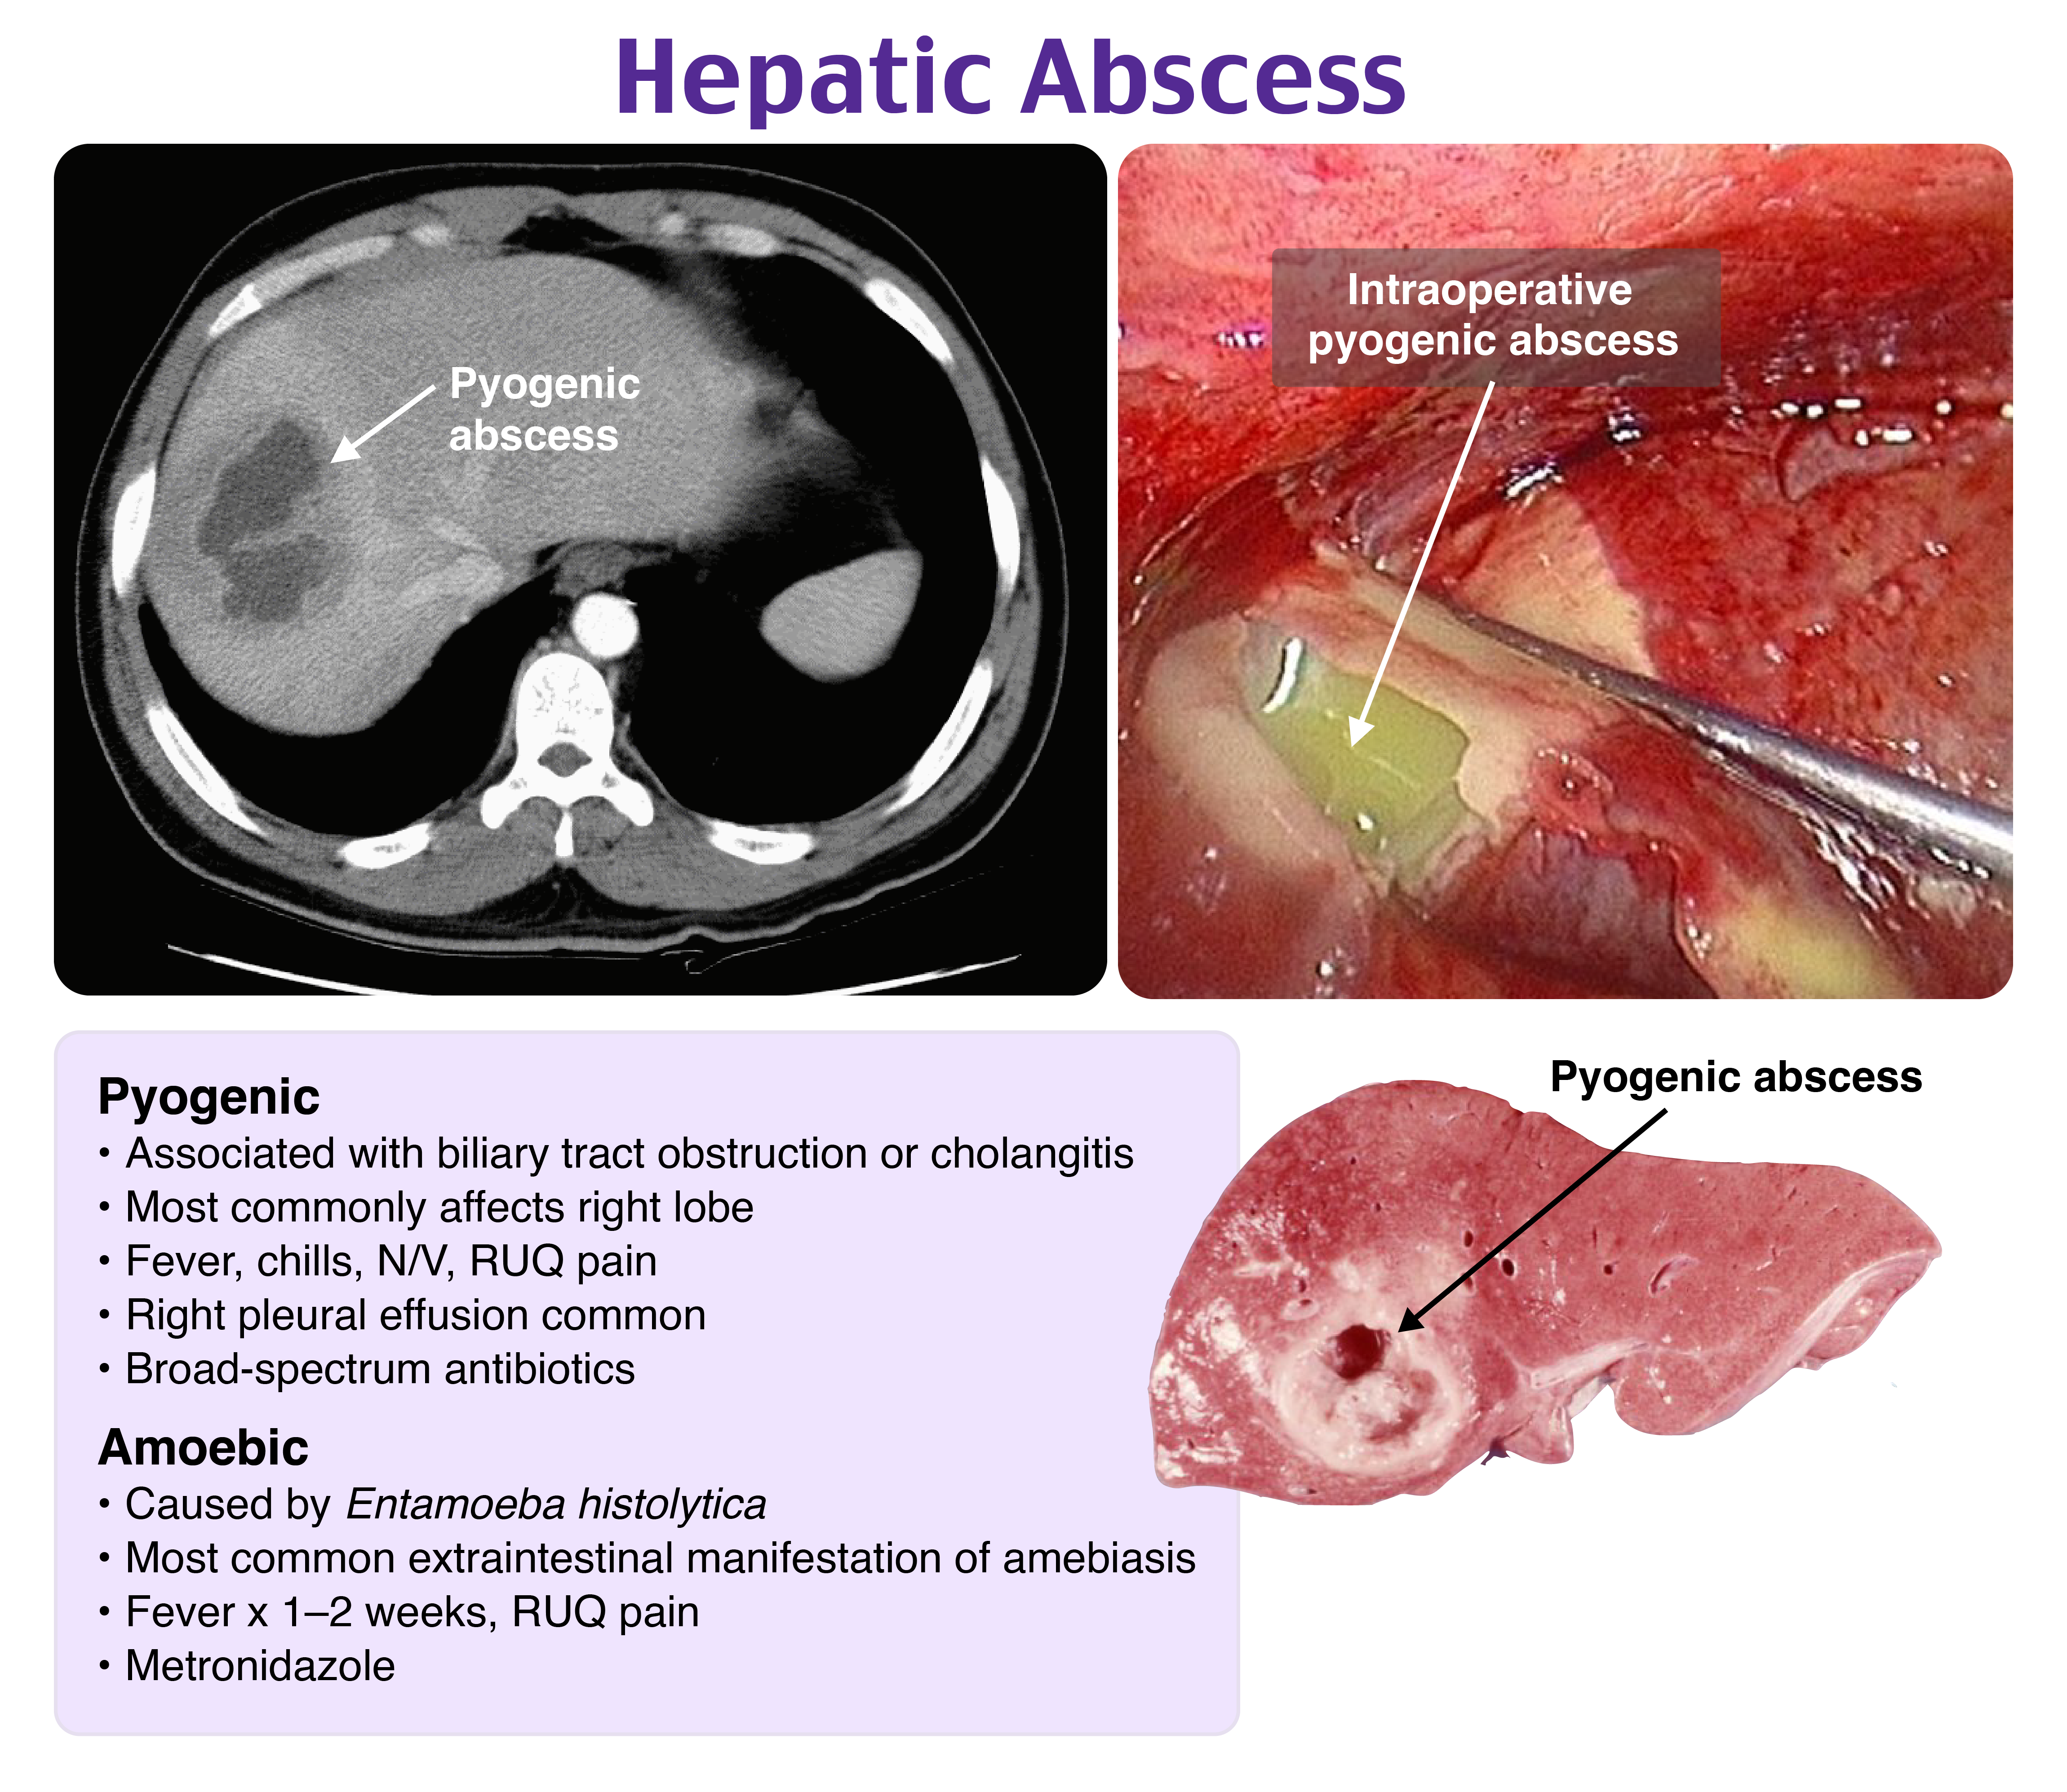 Hepatic Abscess
Pyogenic
abscess
Intraoperative
pyogenic abscess
Pyogenic
• Associated with biliary tract obstruction or cholangitis
• Most commonly affects right lobe
• Fever, chills, N/V, RUQ pain
• Right pleural effusion common
• Broad-spectrum antibiotics
Amoebic
• Caused by Entamoeba histolytica
• Most common extraintestinal manifestation of amebiasis
• Fever x 1–2 weeks, RUQ pain
• Metronidazole
Pyogenic abscess